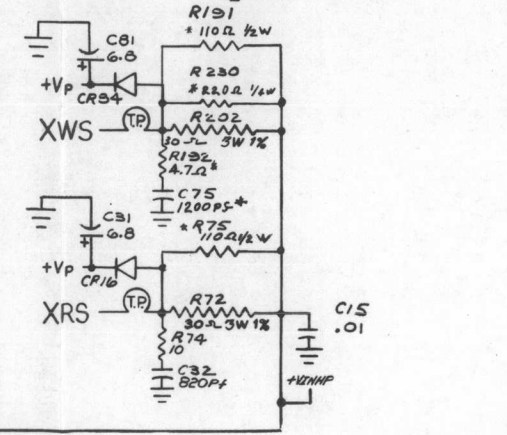 R191
* 110Ω 1/2W
C81
6.8
+
R230
* 220Ω 1/4W
+VP
CR94
R202
T.P.
XWS
30Ω 3W 1%
R192
4.7Ω *
C75
1200PF *
* R75
110Ω 1/2W
C31
6.8
+
+VP
CR16
T.P.
R72
XRS
30Ω 3W 1%
C15
.01
R74
10
C32
820Pf
+VINHP